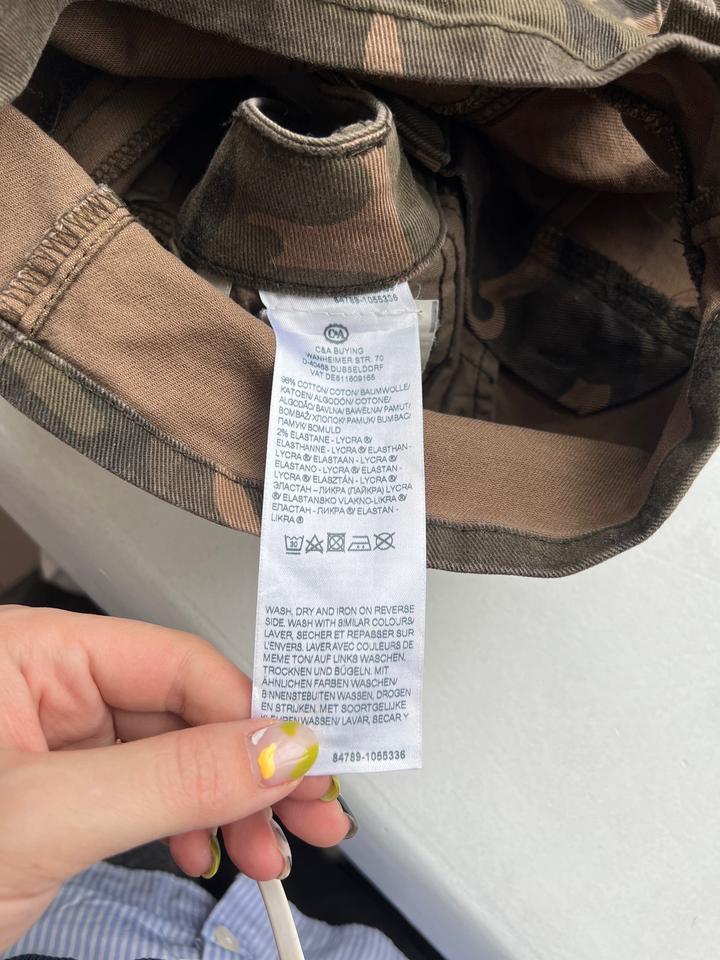 84789-1055336
C&A
C&A BUYING
WANHEIMER STR. 70
D-40468 DUSSELDORF
VAT DE811609155
98% COTTON/ COTON/ BAUMWOLLE/
KATOEN/ ALGODÓN/ COTONE/
ALGODÃO/ BAVLNA/ BAWEŁNA/ PAMUT/
BOMBAŽ/ХЛОПОК/ PAMUK/ BUMBAC/
ПАМУК/ BOMULD
2% ELASTANE - LYCRA ®/
ELASTHANNE - LYCRA ®/ ELASTHAN -
LYCRA ®/ ELASTAAN - LYCRA ®/
ELASTANO - LYCRA ®/ ELASTAN -
LYCRA ®/ ELASZTÁN - LYCRA ®/
ЭЛАСТАН – ЛИКРА (ЛАЙКРА) LYCRA
®/ ELASTANSKO VLAKNO-LIKRA ®/
ЕЛАСТАН - ЛИКРА ®/ ELASTAN -
LIKRA ®
30
WASH, DRY AND IRON ON REVERSE
SIDE. WASH WITH SIMILAR COLOURS/
LAVER, SECHER ET REPASSER SUR
L'ENVERS. LAVER AVEC COULEURS DE
MEME TON/ AUF LINKS WASCHEN,
TROCKNEN UND BÜGELN. MIT
ÄHNLICHEN FARBEN WASCHEN/
BINNENSTEBUITEN WASSEN, DROGEN
EN STRIJKEN. MET SOORTGELIJKE
KLEUREN WASSEN/ LAVAR, SECAR Y
84789-1055336